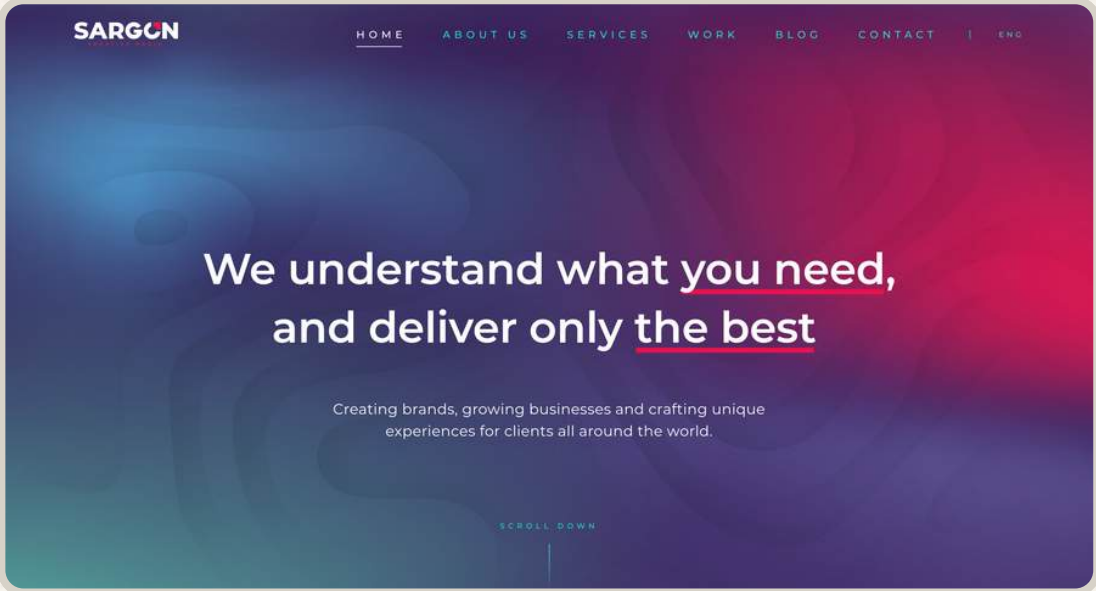 SARGON
HOME ABOUT US SERVICES WORK BLOG CONTACT | ENG
We understand what you need,
and deliver only the best
Creating brands, growing businesses and crafting unique
experiences for clients all around the world.
SCROLL DOWN